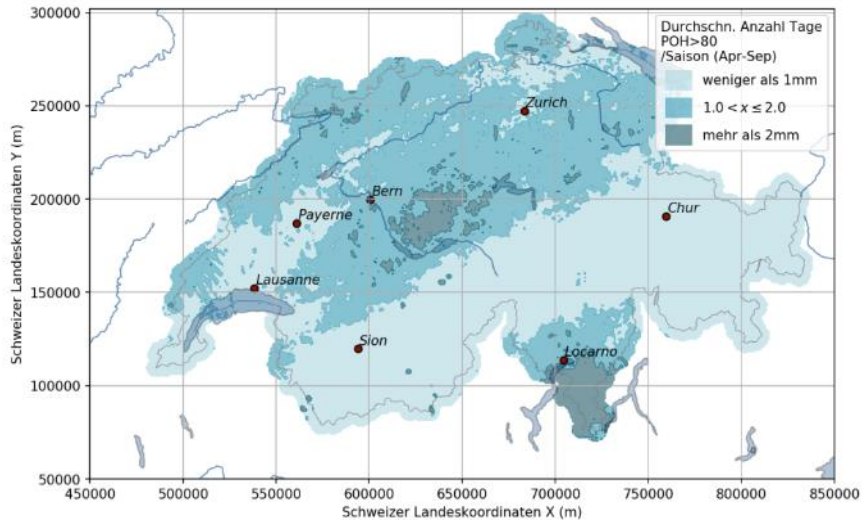 300000
250000
200000
150000
100000
50000
Schweizer Landeskoordinaten Y (m)
450000 500000 550000 600000 650000 700000 750000 800000 850000
Schweizer Landeskoordinaten X (m)
Durchschn. Anzahl Tage
POH>80
/Saison (Apr-Sep)
weniger als 1mm
1.0 < x ≤ 2.0
mehr als 2mm
Zurich
Bern
Payerne
Chur
Lausanne
Sion
Locarno